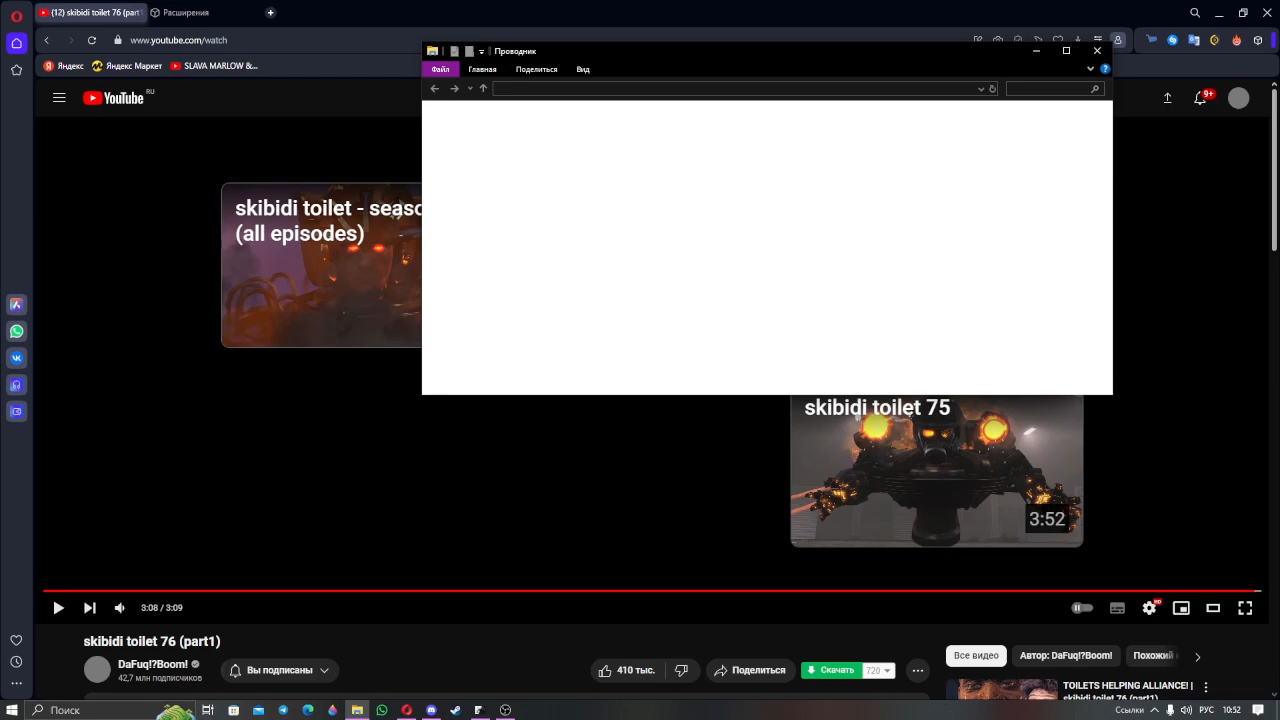 (12) skibidi toilet 76 (part1
Расширения
www.youtube.com/watch
Яндекс
Яндекс Маркет
SLAVA MARLOW &...
Проводник
Файл
Главная
Поделиться
Вид
YouTube
RU
9+
skibidi toilet - seaso
(all episodes)
skibidi toilet 75
3:52
3:08 / 3:09
HD
skibidi toilet 76 (part1)
DaFuq!?Boom!
42,7 млн подписчиков
Вы подписаны
410 тыс.
Поделиться
Скачать
720
Все видео
Автор: DaFuq!?Boom!
Похожий
TOILETS HELPING ALLIANCE! |
skibidi toilet 76 (part1)
Поиск
Ссылки
РУС
10:52